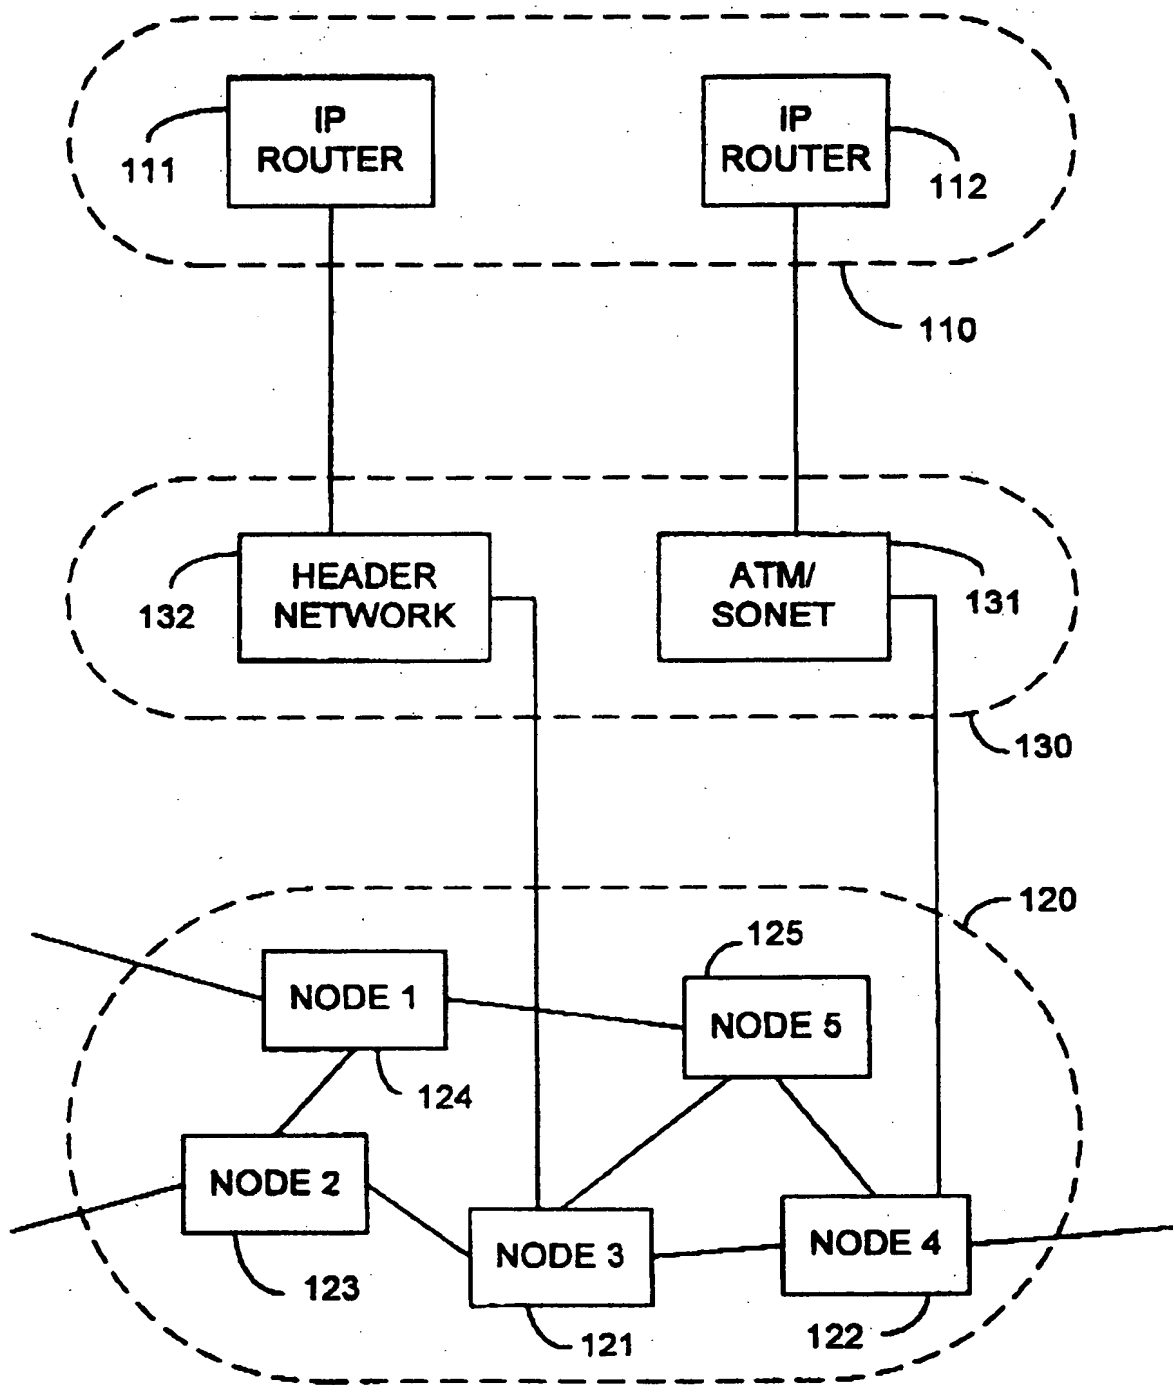 IP
ROUTER
111
IP
ROUTER
112
110
HEADER
NETWORK
132
ATM/
SONET
131
130
120
125
NODE 1
NODE 5
124
NODE 2
NODE 3
NODE 4
123
121
122